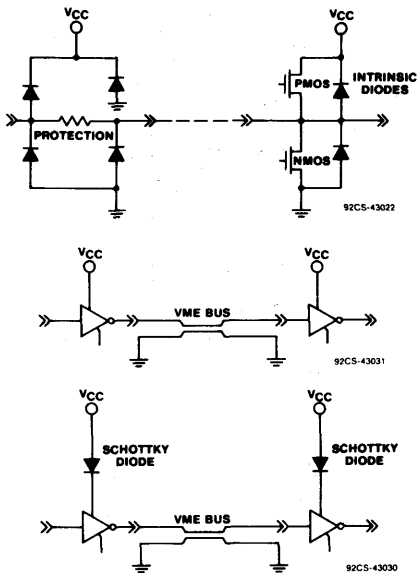 VCC
VCC
PMOS
INTRINSIC
DIODES
PROTECTION
NMOS
92CS-43022
VCC
VCC
VME BUS
92CS-43031
VCC
VCC
SCHOTTKY
DIODE
SCHOTTKY
DIODE
VME BUS
92CS-43030